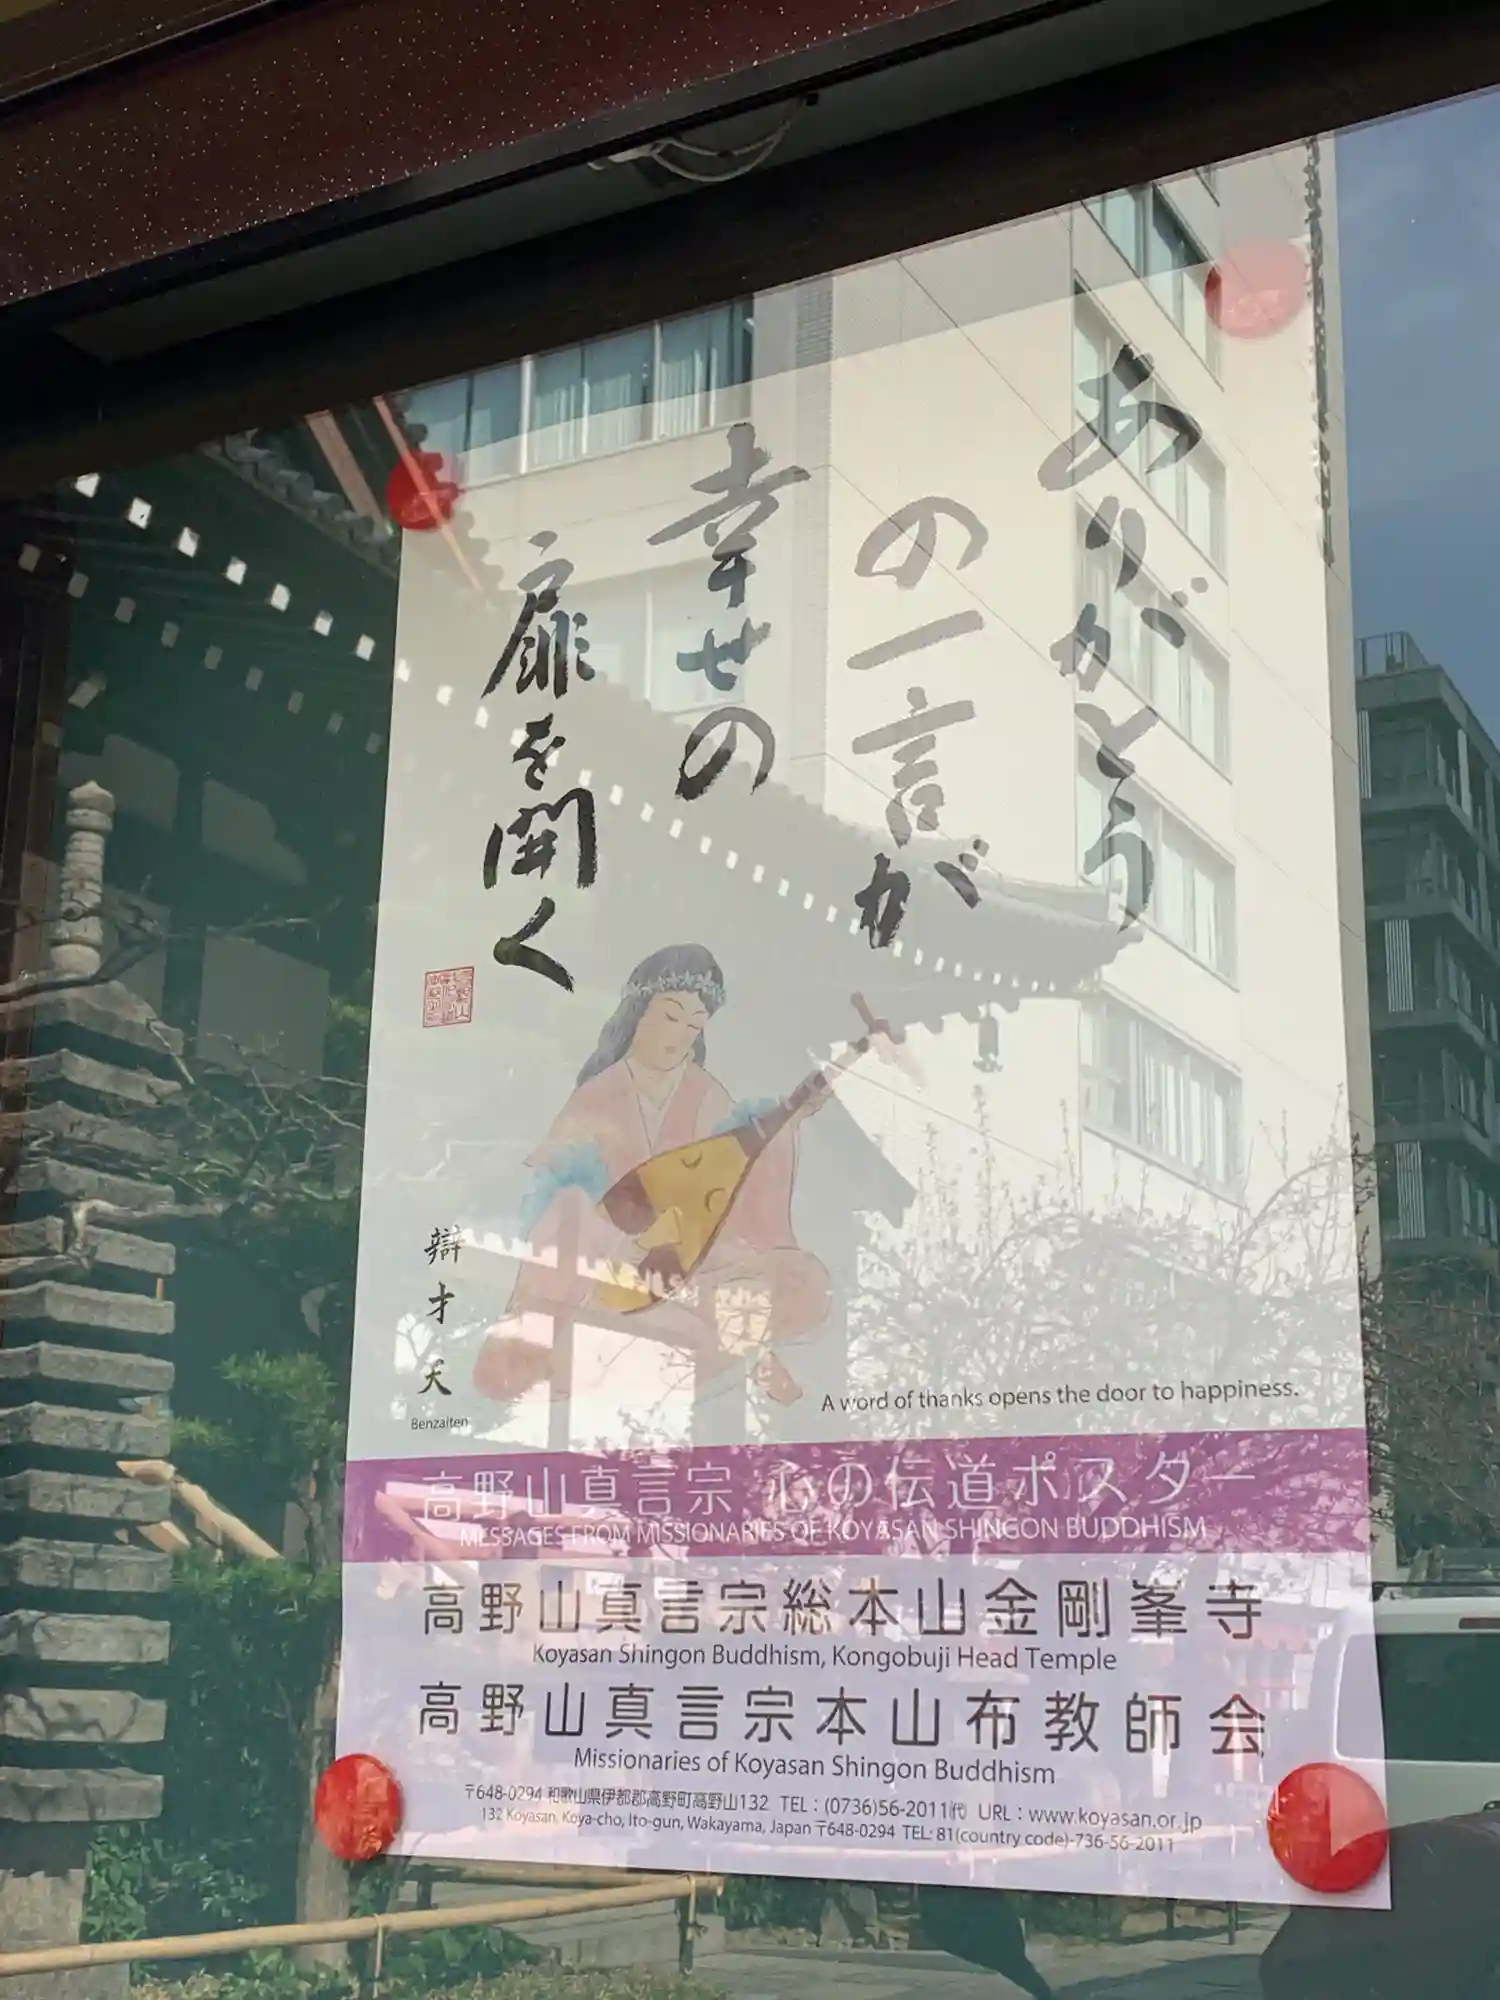 ありがとう
の一言が
幸せの
扉を開く
辯才天
Benzaiten
A word of thanks opens the door to happiness.
高野山真言宗 心の伝道ポスター
MESSAGES FROM MISSIONARIES OF KOYASAN SHINGON BUDDHISM
高野山真言宗総本山金剛峯寺
Koyasan Shingon Buddhism, Kongobuji Head Temple
高野山真言宗本山布教師会
Missionaries of Koyasan Shingon Buddhism
〒648-0294 和歌山県伊都郡高野町高野山132 TEL：(0736)56-2011㈹ URL：www.koyasan.or.jp
132 Koyasan, Koya-cho, Ito-gun, Wakayama, Japan 〒648-0294 TEL: 81(country code)-736-56-2011